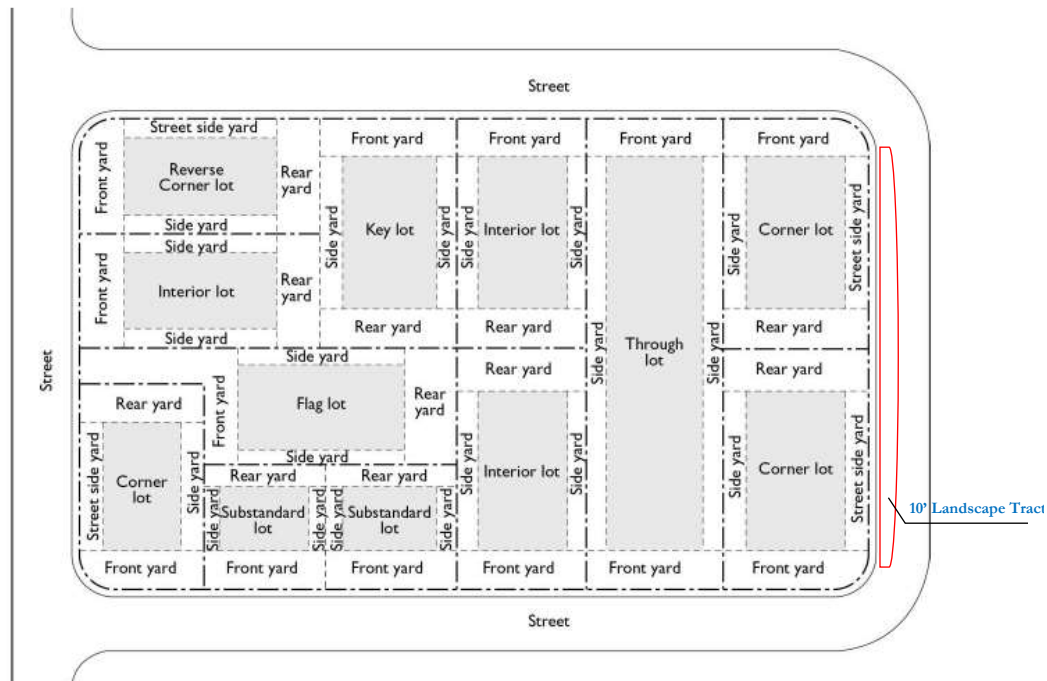 Street
Street side yard
Front yard
Reverse
Corner lot
Rear
yard
Side yard
Front yard
Side yard
Key lot
Side yard
Front yard
Side yard
Interior lot
Side yard
Front yard
Front yard
Side yard
Corner lot
Street side yard
Side yard
Front yard
Interior lot
Rear
yard
Side yard
Rear yard
Rear yard
Side yard
Through
lot
Side yard
Rear yard
Street
Side yard
Front yard
Flag lot
Rear
yard
Side yard
Rear yard
Rear yard
Rear yard
Street side yard
Corner
lot
Side yard
Rear yard
Rear yard
Side yard
Substandard
lot
Side yard
Side yard
Substandard
lot
Side yard
Side yard
Interior lot
Side yard
Side yard
Corner lot
Street side yard
10' Landscape Tract
Front yard
Front yard
Front yard
Front yard
Front yard
Front yard
Street